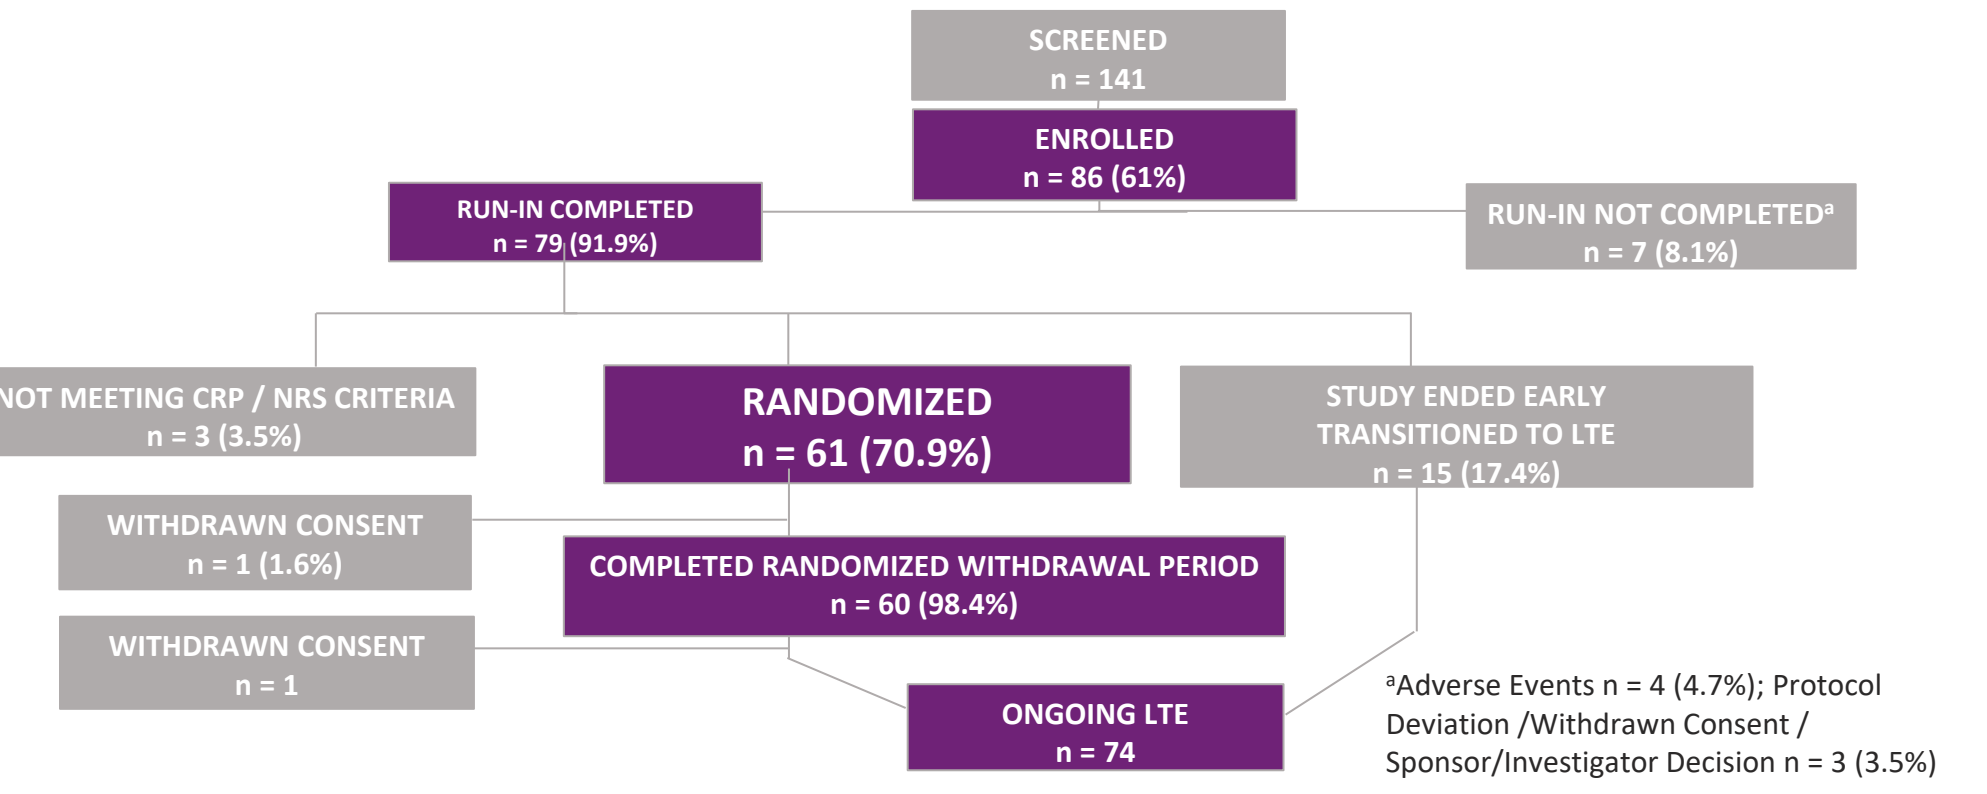 SCREENED
n = 141
ENROLLED
n = 86 (61%)
RUN-IN COMPLETED
n = 79 (91.9%)
RUN-IN NOT COMPLETEDᵃ
n = 7 (8.1%)
NOT MEETING CRP / NRS CRITERIA
n = 3 (3.5%)
RANDOMIZED
n = 61 (70.9%)
STUDY ENDED EARLY
TRANSITIONED TO LTE
n = 15 (17.4%)
WITHDRAWN CONSENT
n = 1 (1.6%)
COMPLETED RANDOMIZED WITHDRAWAL PERIOD
n = 60 (98.4%)
WITHDRAWN CONSENT
n = 1
ONGOING LTE
n = 74
ᵃAdverse Events n = 4 (4.7%); Protocol
Deviation /Withdrawn Consent /
Sponsor/Investigator Decision n = 3 (3.5%)